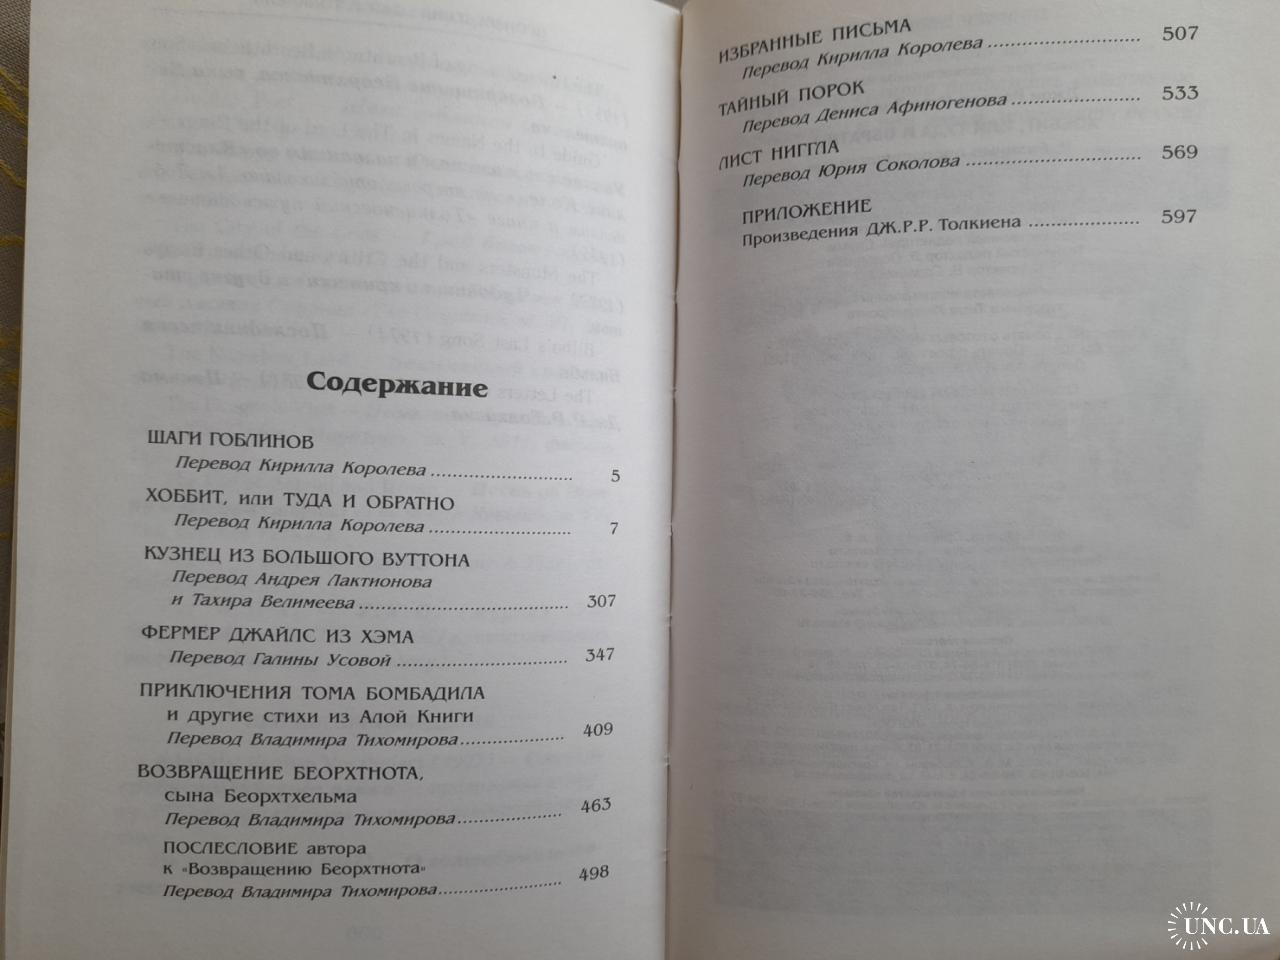 Содержание
ШАГИ ГОБЛИНОВ
Перевод Кирилла Королева ........................ 5
ХОББИТ, или ТУДА И ОБРАТНО
Перевод Кирилла Королева ........................ 7
КУЗНЕЦ ИЗ БОЛЬШОГО ВУТТОНА
Перевод Андрея Лактионова
и Тахира Велимеева ................................... 307
ФЕРМЕР ДЖАЙЛС ИЗ ХЭМА
Перевод Галины Усовой ............................. 347
ПРИКЛЮЧЕНИЯ ТОМА БОМБАДИЛА
и другие стихи из Алой Книги
Перевод Владимира Тихомирова ................. 409
ВОЗВРАЩЕНИЕ БЕОРХТНОТА,
сына Беорхтхельма
Перевод Владимира Тихомирова ................. 463
ПОСЛЕСЛОВИЕ автора
к «Возвращению Беорхтнота»
Перевод Владимира Тихомирова ..................... 498
ИЗБРАННЫЕ ПИСЬМА
Перевод Кирилла Королева ......................... 507
ТАЙНЫЙ ПОРОК
Перевод Дениса Афиногенова ..................... 533
ЛИСТ НИГГЛА
Перевод Юрия Соколова ............................. 569
ПРИЛОЖЕНИЕ
Произведения ДЖ.Р.Р. Толкиена .................. 597
UNC.UA